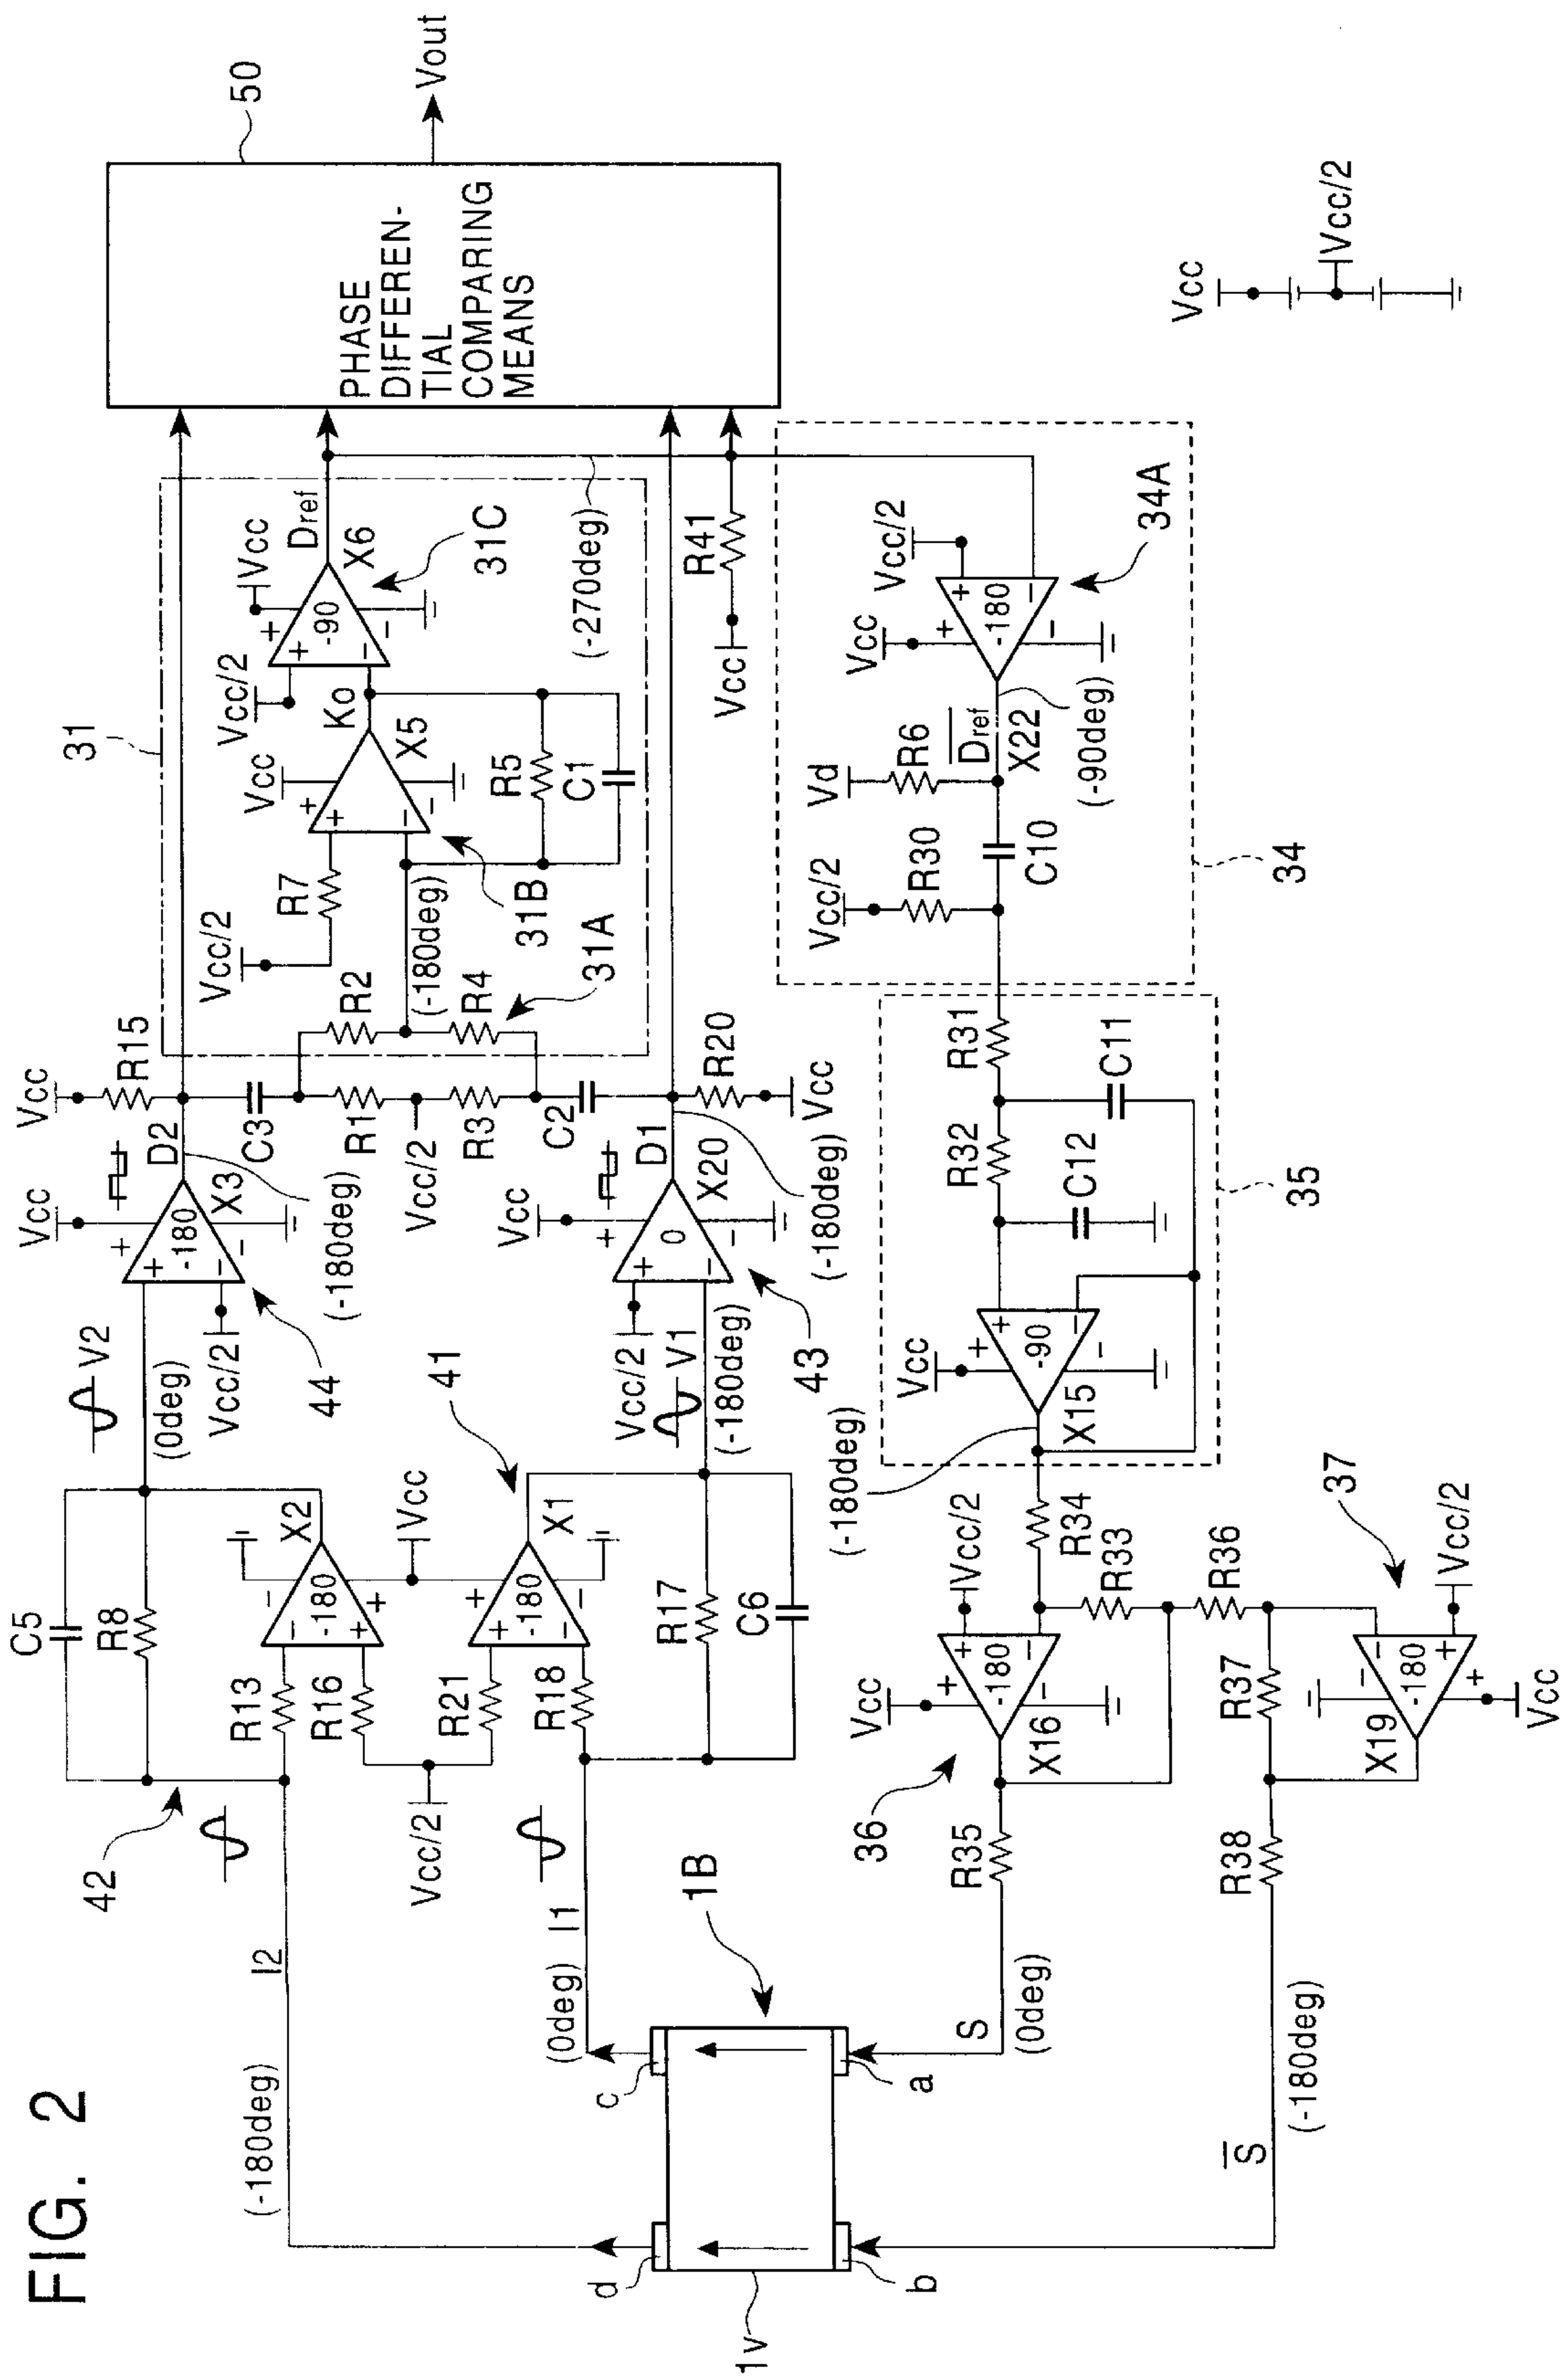 FIG. 2
50
PHASE
DIFFEREN-
TIAL
COMPARING
MEANS
Vout
31
Vcc
R15
D2
C3
R1
Vcc/2
R3
C2
D1
R20
Vcc
(-180deg)
(-180deg)
R2
R4
(-180deg)
31A
Vcc/2
R7
+
-
Vcc
+
-
X5
31B
Ko
R5
C1
Vcc/2
+
-
-90
Vcc
+
-
X6
31C
Dref
(-270deg)
R41
Vcc
Vcc
+
-
+
-
-180
X3
Vcc/2
44
V2
(0deg)
Vcc
+
-
+
-
0
X20
Vcc/2
43
V1
(-180deg)
C5
R8
R13
R16
X2
-
+
-
+
-180
Vcc
42
41
X1
+
-
+
-
-180
R21
R18
R17
C6
Vcc/2
I2
(-180deg)
I1
(0deg)
1B
c
d
a
b
1v
S
(0deg)
S
(-180deg)
Vcc/2
+
-
-180
Vcc
+
-
34A
X22
Dref
(-90deg)
Vd
R6
Vcc/2
R30
C10
34
R31
C11
R32
C12
35
Vcc
+
-
+
-
-90
X15
(-180deg)
R34
Vcc/2
R33
R36
37
Vcc
+
-
+
-
-180
X16
36
R35
R37
R38
-
+
-
+
-180
X19
Vcc/2
Vcc
Vcc
Vcc/2